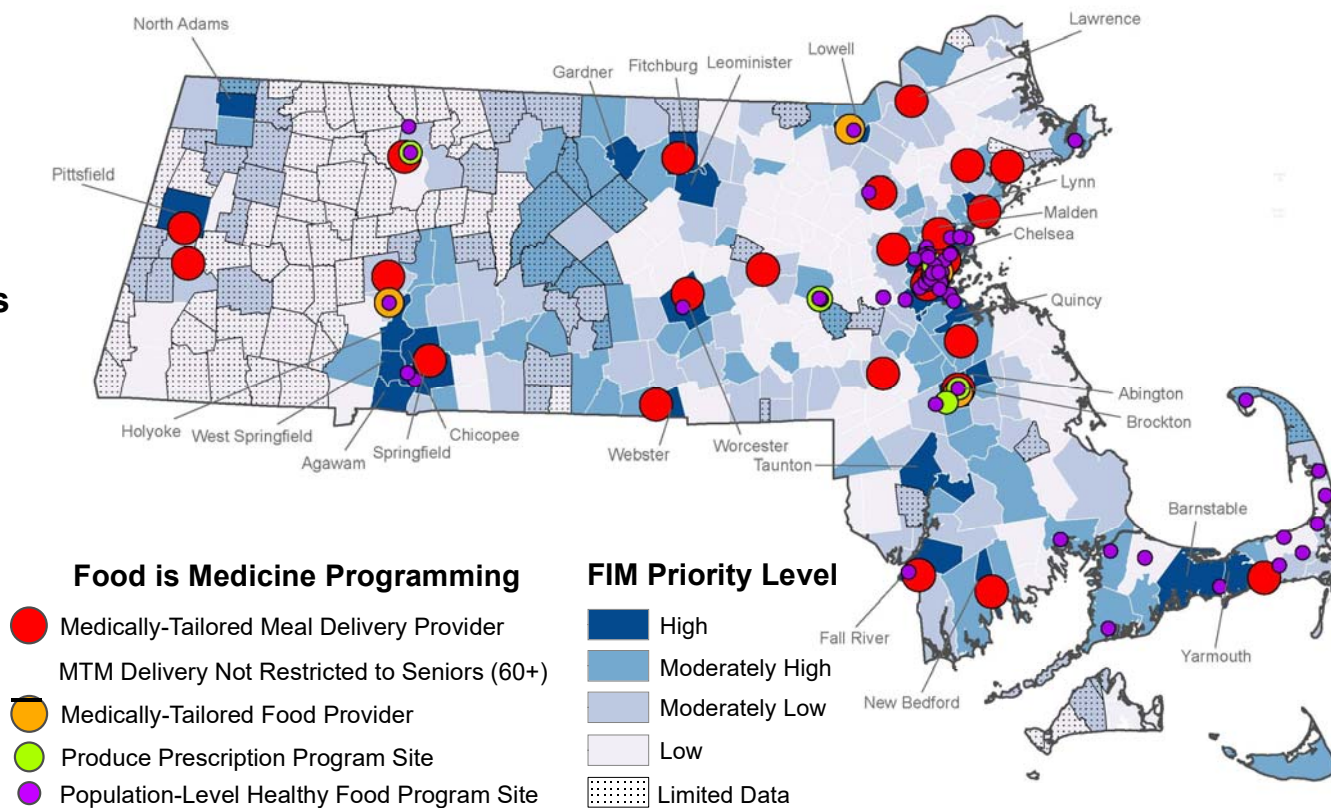 North Adams
Lawrence
Lowell
Gardner
Fitchburg
Leominister
Pittsfield
Lynn
Malden
Chelsea
s
Quincy
Abington
Brockton
Holyoke
West Springfield
Agawam
Springfield
Chicopee
Webster
Worcester
Taunton
Barnstable
Fall River
New Bedford
Yarmouth
Food is Medicine Programming
Medically-Tailored Meal Delivery Provider
MTM Delivery Not Restricted to Seniors (60+)
Medically-Tailored Food Provider
Produce Prescription Program Site
Population-Level Healthy Food Program Site
FIM Priority Level
High
Moderately High
Moderately Low
Low
Limited Data